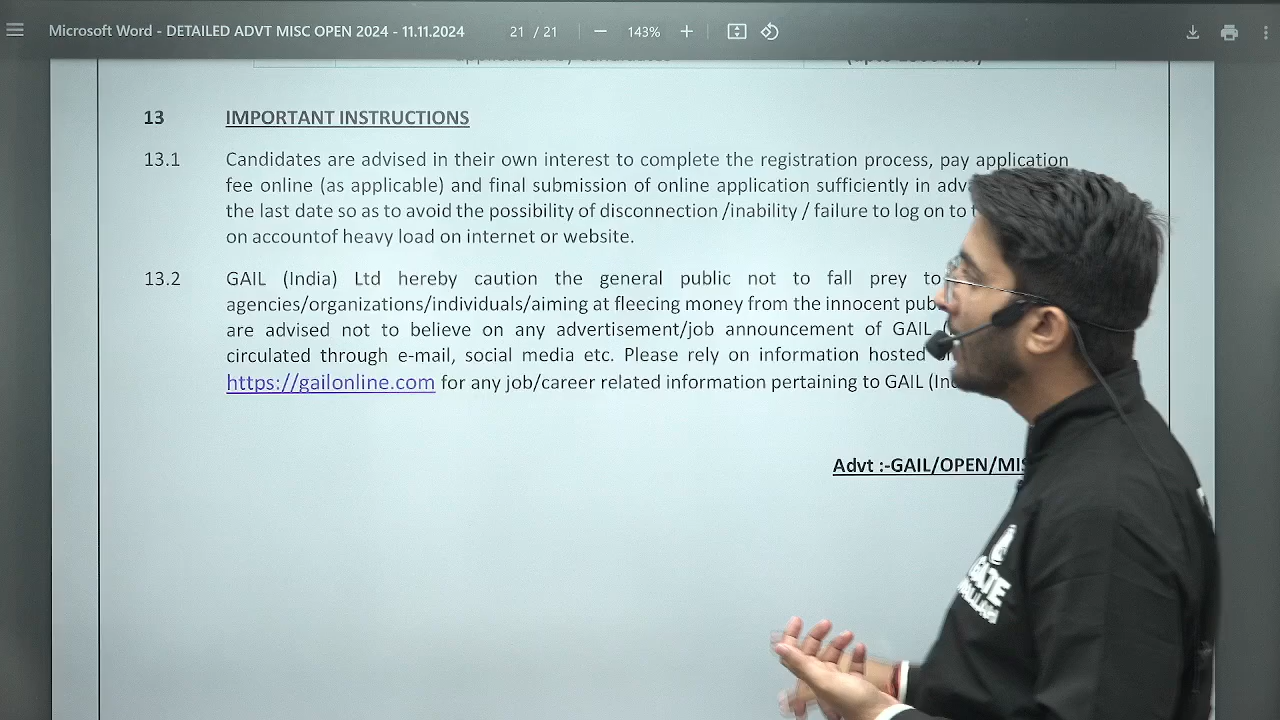 Microsoft Word - DETAILED ADVT MISC OPEN 2024 - 11.11.2024 21 / 21 143%
13 IMPORTANT INSTRUCTIONS
13.1 Candidates are advised in their own interest to complete the registration process, pay application
fee online (as applicable) and final submission of online application sufficiently in
the last date so as to avoid the possibility of disconnection /inability / failure to log on to
on accountof heavy load on internet or website.
13.2 GAIL (India) Ltd hereby caution the general public not to fall prey to
agencies/organizations/individuals/aiming at fleecing money from the innocent
are advised not to believe on any advertisement/job announcement of GAIL
circulated through e-mail, social media etc. Please rely on information hosted
https://gailonline.com for any job/career related information pertaining to GAIL
Advt :-GAIL/OPEN/MIS
GATE